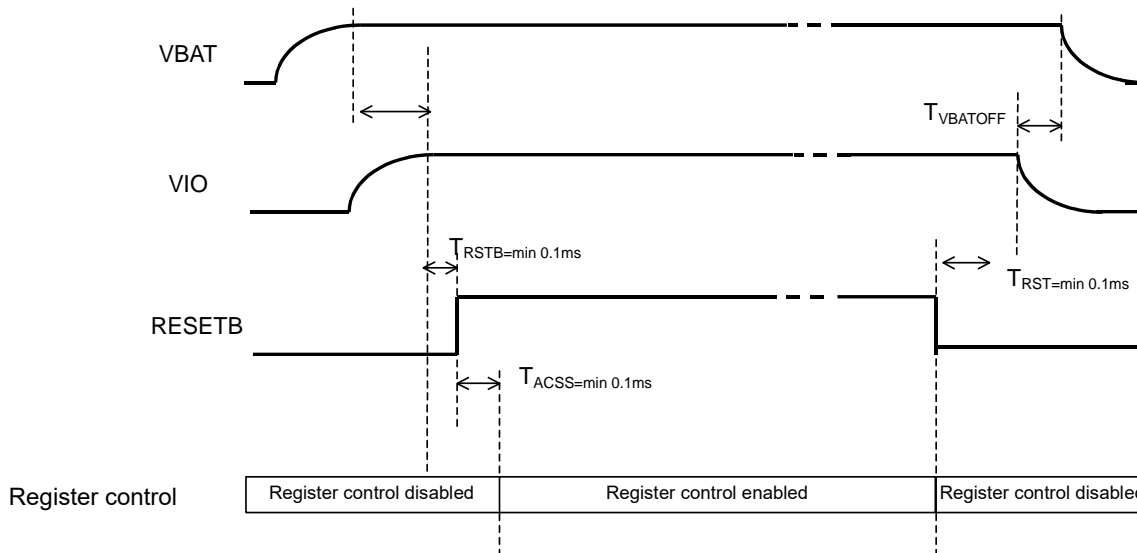 VBAT
TVBATOFF
VIO
TRSTB=min 0.1ms
TRST=min 0.1ms
RESETB
TACSS=min 0.1ms
Register control
Register control disabled
Register control enabled
Register control disabled